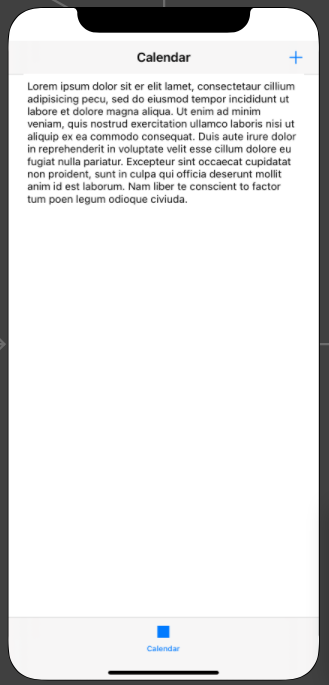 Calendar
Lorem ipsum dolor sit er elit lamet, consectetaur cillium
adipisicing pecu, sed do eiusmod tempor incididunt ut
labore et dolore magna aliqua. Ut enim ad minim
veniam, quis nostrud exercitation ullamco laboris nisi ut
aliquip ex ea commodo consequat. Duis aute irure dolor
in reprehenderit in voluptate velit esse cillum dolore eu
fugiat nulla pariatur. Excepteur sint occaecat cupidatat
non proident, sunt in culpa qui officia deserunt mollit
anim id est laborum. Nam liber te conscient to factor
tum poen legum odioque civiuda.
Calendar